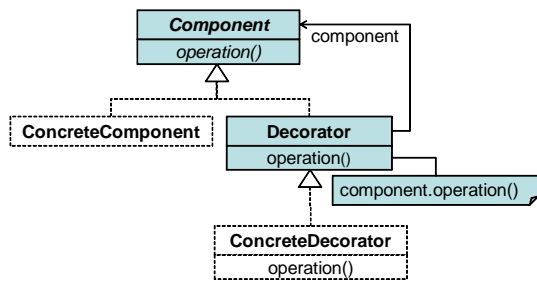 Component
operation()
component
ConcreteComponent
Decorator
operation()
component.operation()
ConcreteDecorator
operation()